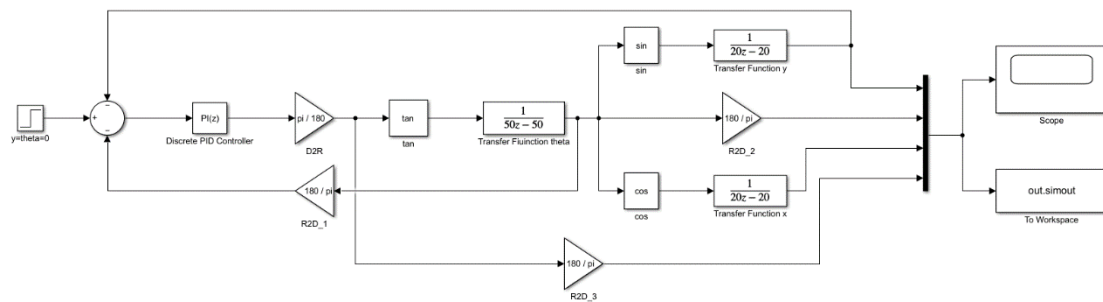 y=theta=0
−
+
−
PI(z)
Discrete PID Controller
pi / 180
D2R
tan
tan
1
50z − 50
Transfer Fiuinction theta
sin
sin
1
20z − 20
Transfer Function y
180 / pi
R2D_2
cos
cos
1
20z − 20
Transfer Function x
180 / pi
R2D_1
180 / pi
R2D_3
Scope
out.simout
To Workspace